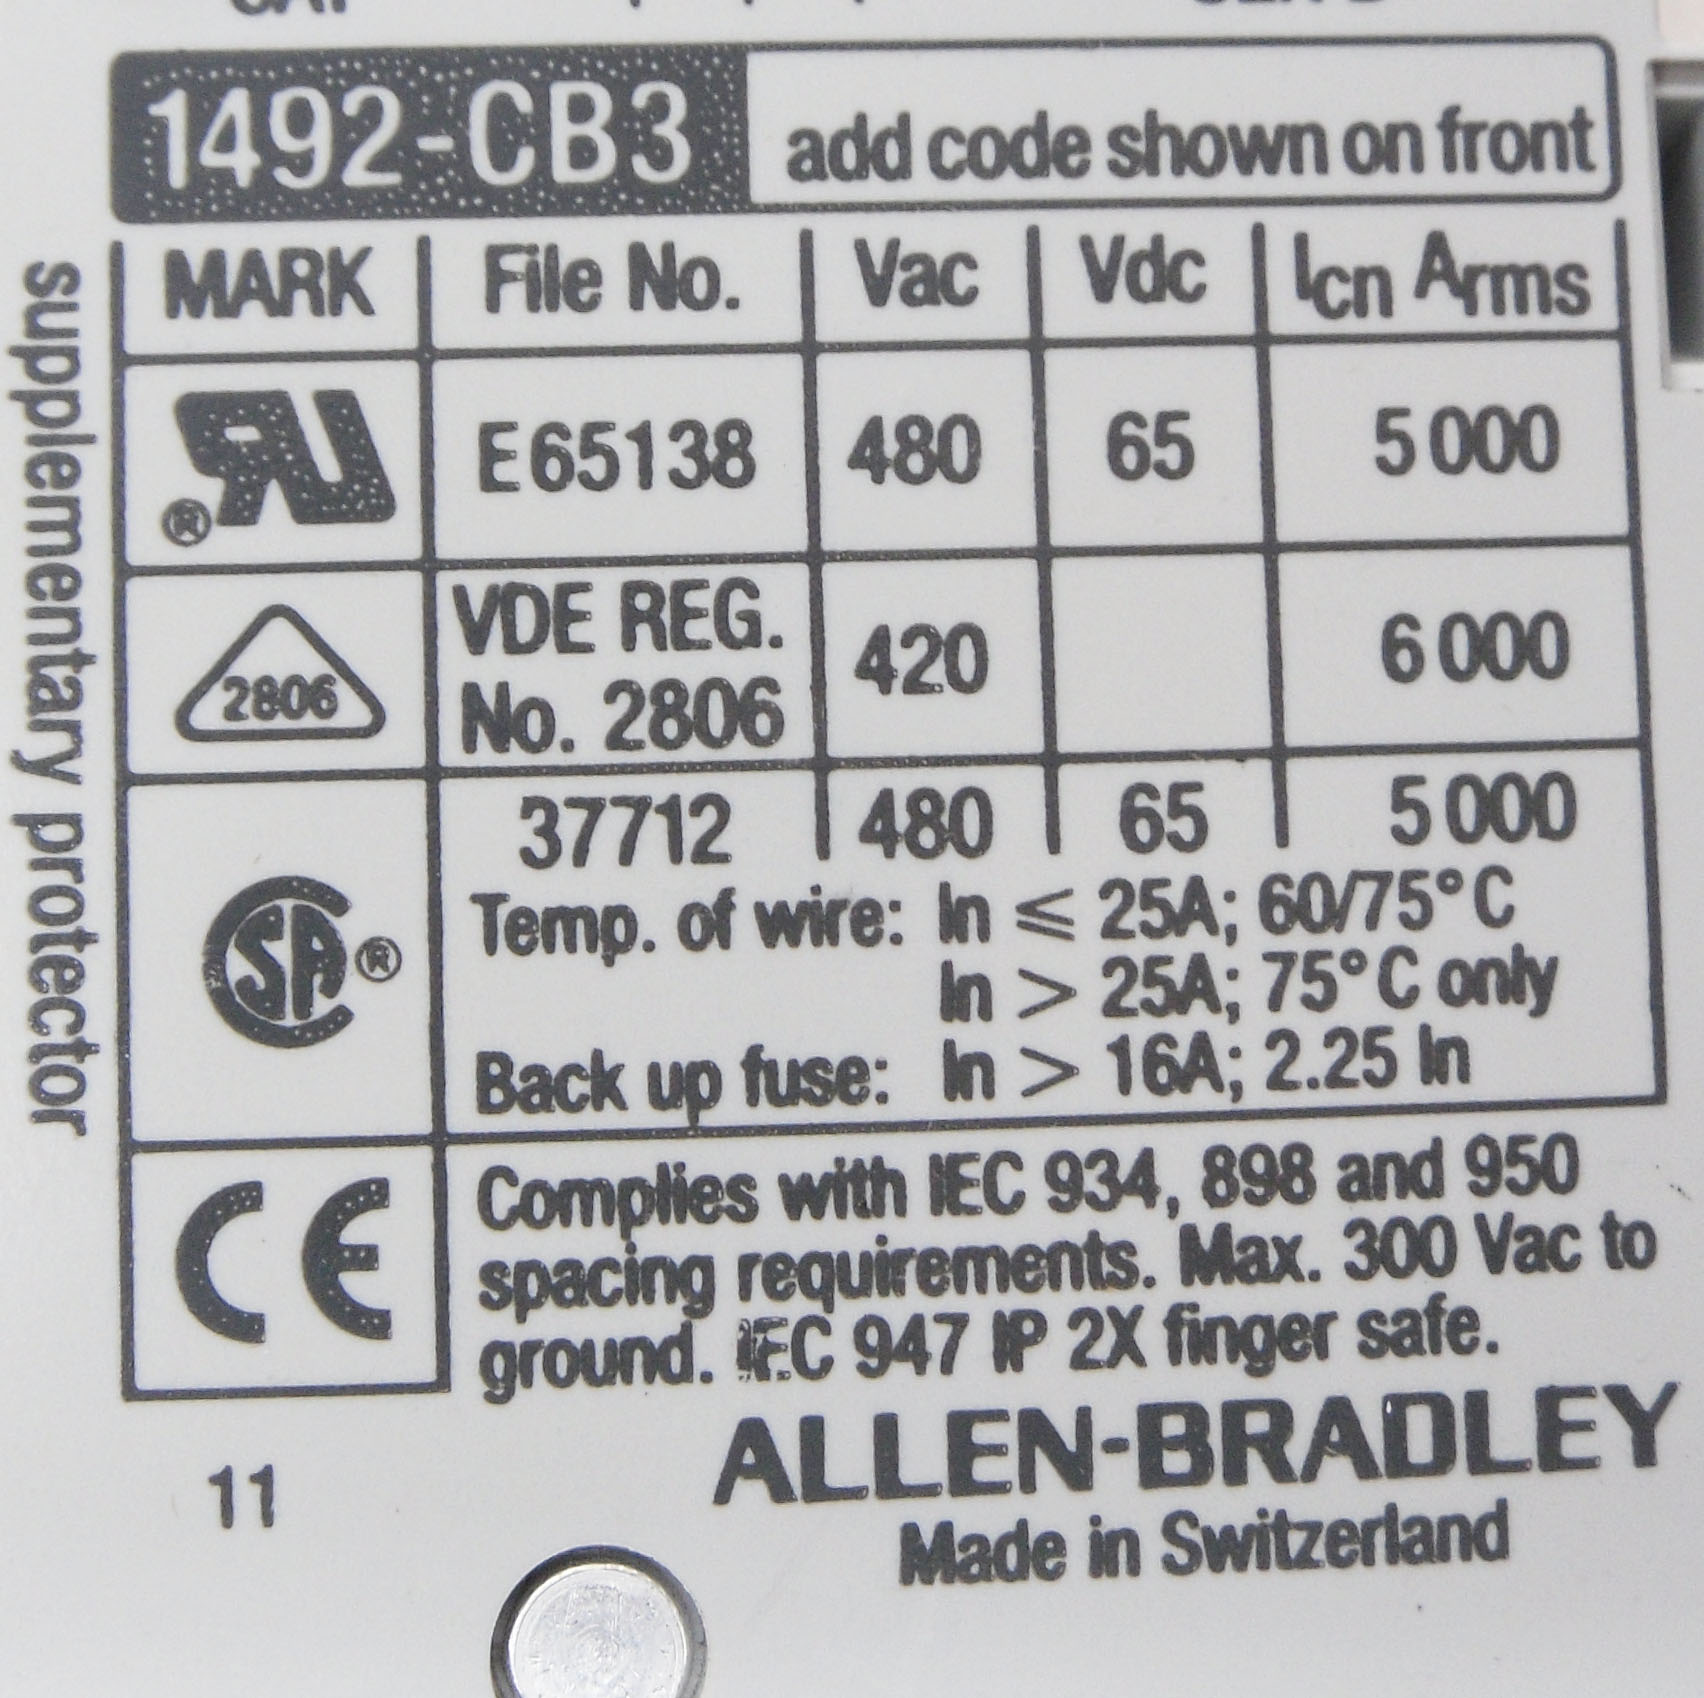 1492-CB3 add code shown on front
supplementary protector
MARK File No. Vac Vdc Icn Arms
RU® E65138 480 65 5000
2806 VDE REG. No. 2806 420 6000
37712 480 65 5000
CSA® Temp. of wire: In ≤ 25A; 60/75°C
In > 25A; 75°C only
Back up fuse: In > 16A; 2.25 In
CE Complies with IEC 934, 898 and 950
spacing requirements. Max. 300 Vac to
ground. IEC 947 IP 2X finger safe.
11
ALLEN-BRADLEY
Made in Switzerland